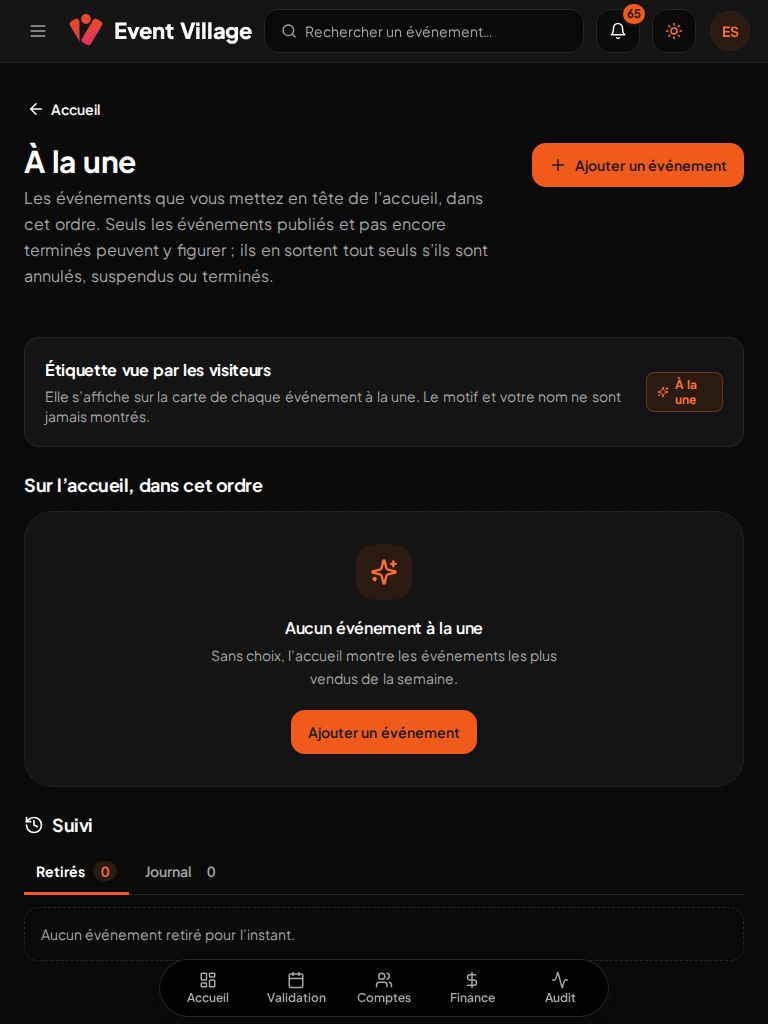 Event Village
Rechercher un événement…
65
ES
Accueil
À la une
Ajouter un événement
Les événements que vous mettez en tête de l’accueil, dans
cet ordre. Seuls les événements publiés et pas encore
terminés peuvent y figurer ; ils en sortent tout seuls s’ils sont
annulés, suspendus ou terminés.
Étiquette vue par les visiteurs
Elle s’affiche sur la carte de chaque événement à la une. Le motif et votre nom ne sont
jamais montrés.
À la
une
Sur l’accueil, dans cet ordre
Aucun événement à la une
Sans choix, l’accueil montre les événements les plus
vendus de la semaine.
Ajouter un événement
Suivi
Retirés 0
Journal 0
Aucun événement retiré pour l’instant.
Accueil
Validation
Comptes
Finance
Audit